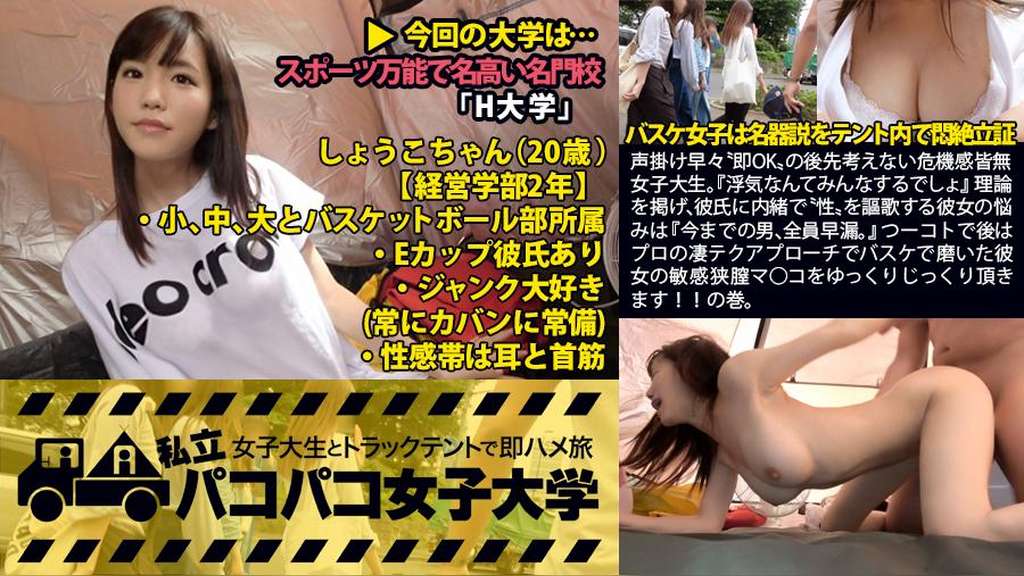 ▶今回の大学は…
スポーツ万能で名高い名門校
「H大学」
しょうこちゃん(20歳)
【経営学部2年】
・小、中、大とバスケットボール部所属
・Eカップ彼氏あり
・ジャンク大好き
(常にカバンに常備)
・性感帯は耳と首筋
私立 女子大生とトラックテントで即ハメ旅
パコパコ女子大学
バスケ女子は名器説をテント内で悶絶立証
声掛け早々〝即OK〟の後先考えない危機感皆無
女子大生。『浮気なんてみんなするでしょ』理論
を掲げ、彼氏に内緒で〝性〟を謳歌する彼女の悩
みは『今までの男、全員早漏。』つーコトで後は
プロの凄テクアプローチでバスケで磨いた彼
女の敏感狭膣マ〇コをゆっくりじっくり頂き
ます！！の巻。
leo cro